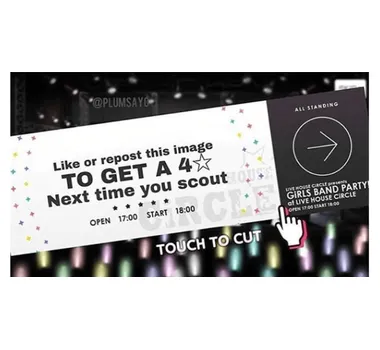 @PLUMSAYO
ALL STANDING
Like or repost this image
TO GET A 4☆
Next time you scout
★ ★ ★ ★ ★
OPEN 17:00 START 18:00
HOUSE
CIRCLE
LIVE HOUSE CIRCLE presents
GIRLS BAND PARTY!
at LIVE HOUSE CIRCLE
OPEN 17:00 START 18:00
TOUCH TO CUT